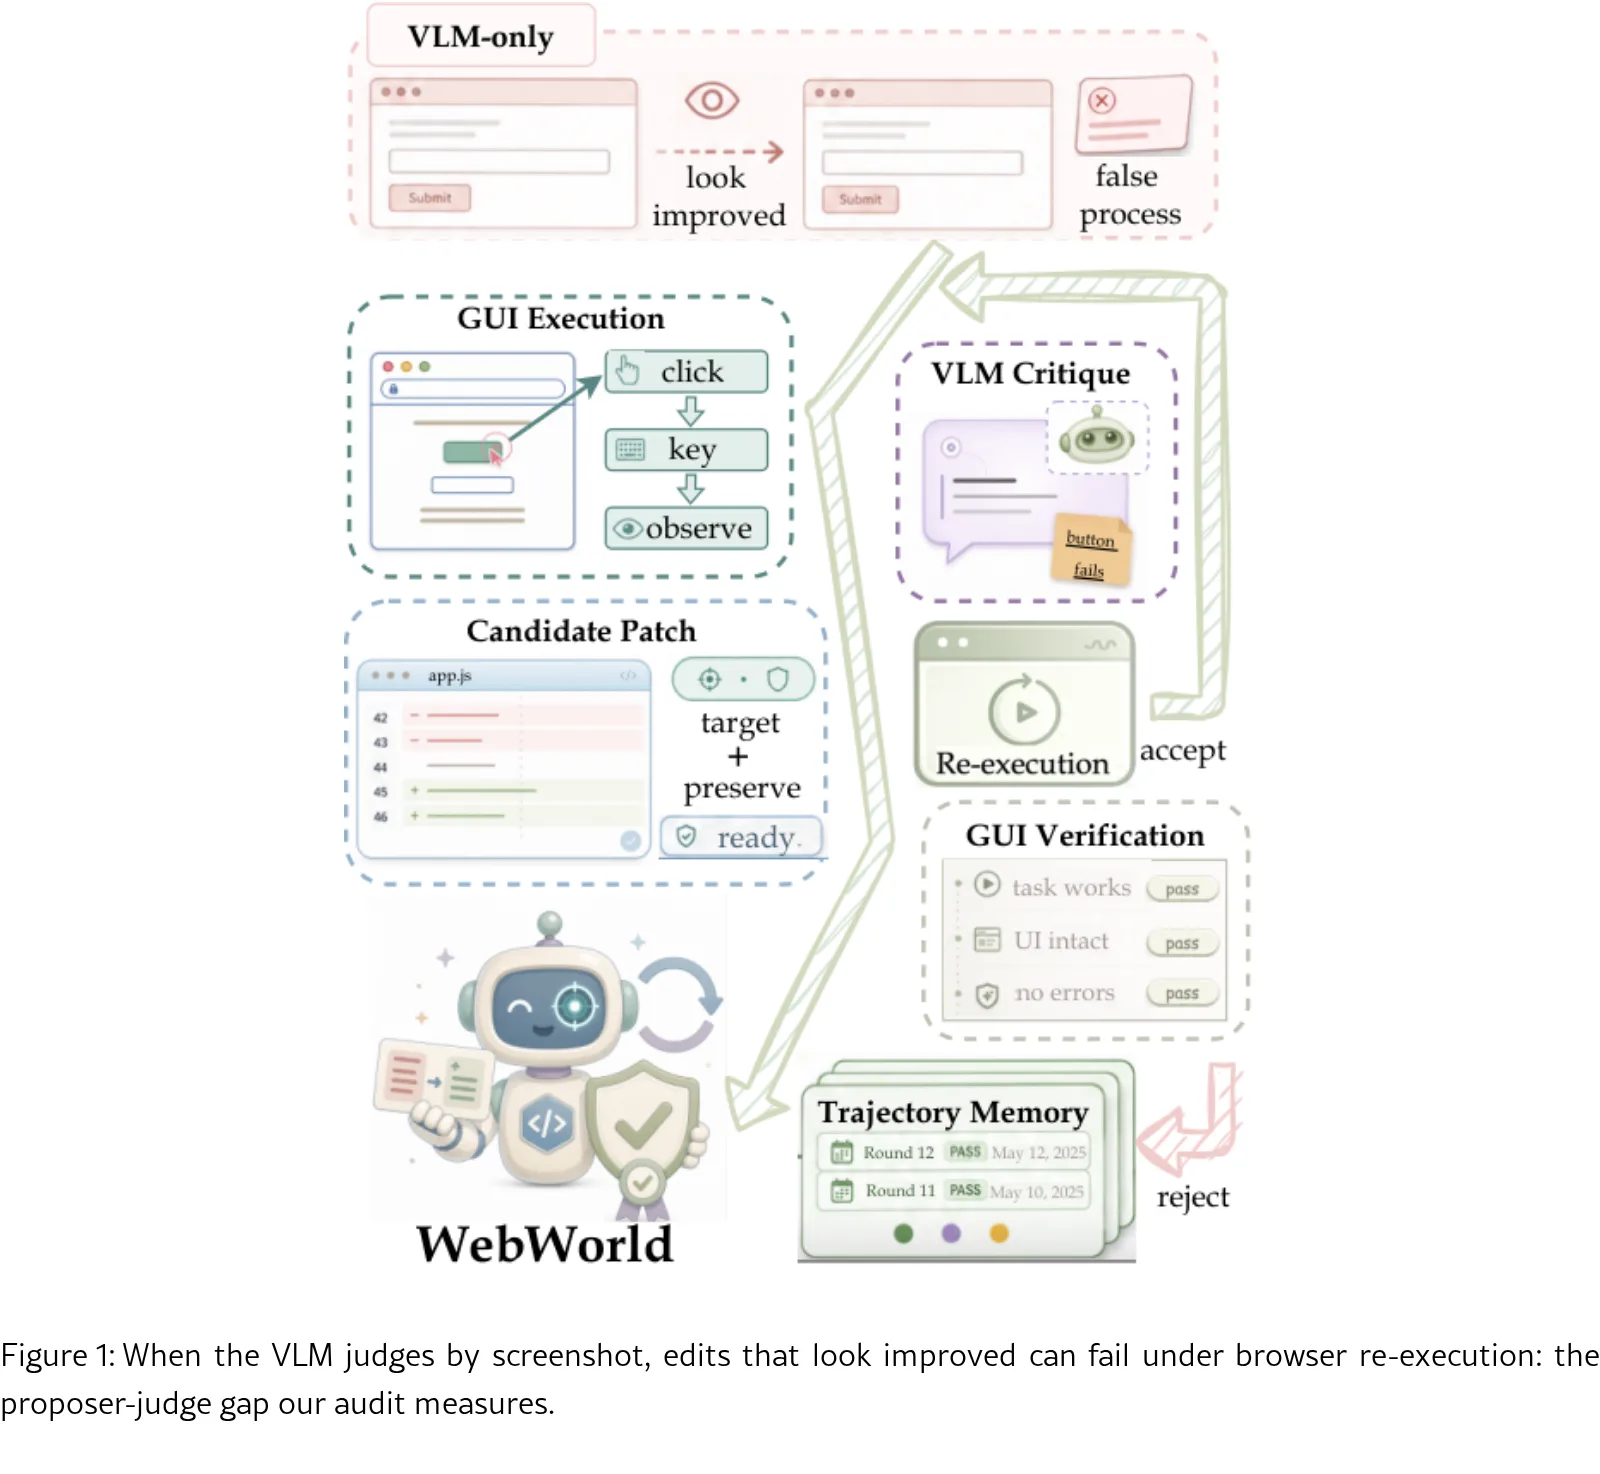 VLM-only
Submit
look
improved
Submit
false
process
GUI Execution
click
key
observe
VLM Critique
button
fails
Candidate Patch
app.js
</>
42
43
44
45
46
target
+
preserve
ready.
Re-execution
accept
GUI Verification
task works
pass
UI intact
pass
no errors
pass
</>
WebWorld
Trajectory Memory
Round 12 PASS May 12, 2025
Round 11 PASS May 10, 2025
reject
Figure 1: When the VLM judges by screenshot, edits that look improved can fail under browser re-execution: the
proposer-judge gap our audit measures.